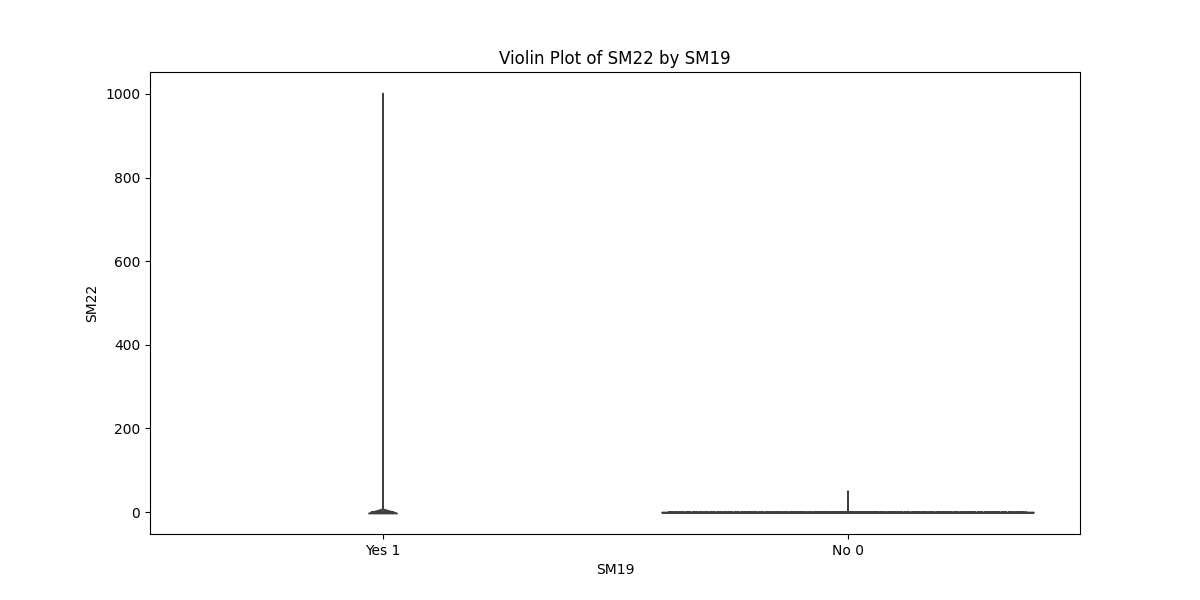 Violin Plot of SM22 by SM19
1000
800
600
400
200
0
SM22
Yes 1
No 0
SM19